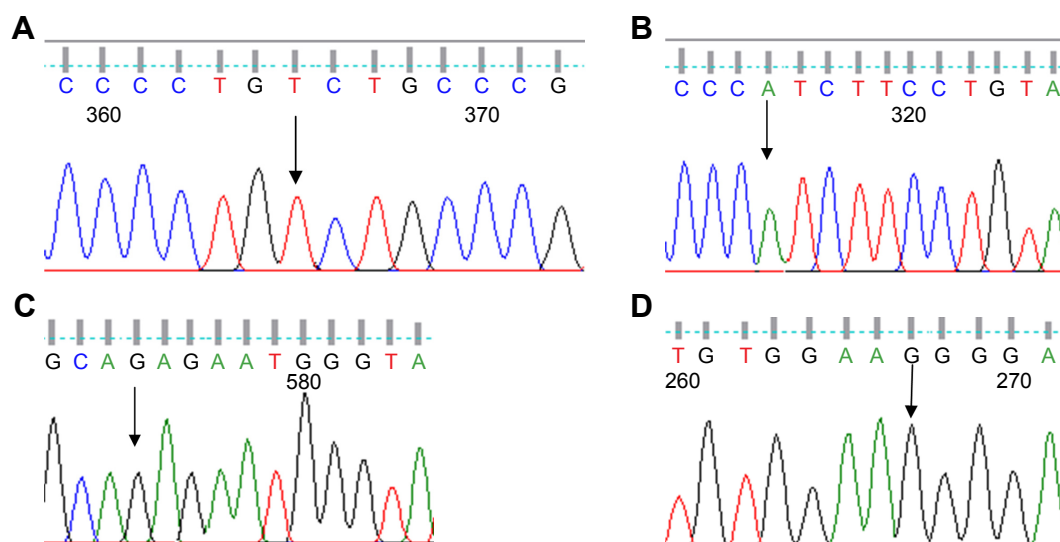 A
C C C C T G T C T G C C C G
360 370
B
C C C A T C T T C C T G T A
320
C
G C A G A G A A T G G G T A
580
D
T G T G G A A G G G G A
260 270